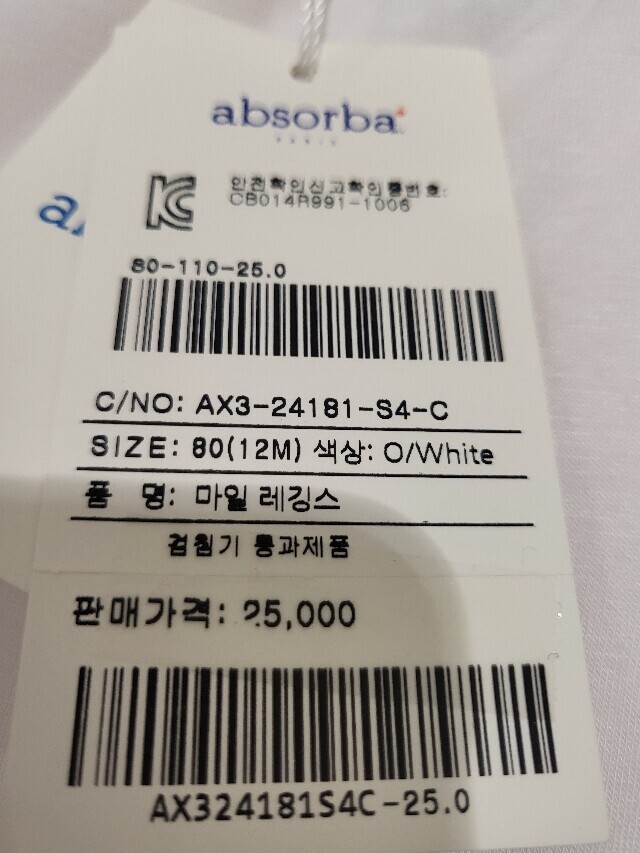 absorba
PARIS
a
안전확인신고확인증번호:
CB014R991-1006
80-110-25.0
C/NO: AX3-24181-S4-C
SIZE: 80(12M) 색상: O/White
품 명: 마일 레깅스
검침기 통과제품
판매가격: 25,000
AX324181S4C-25.0